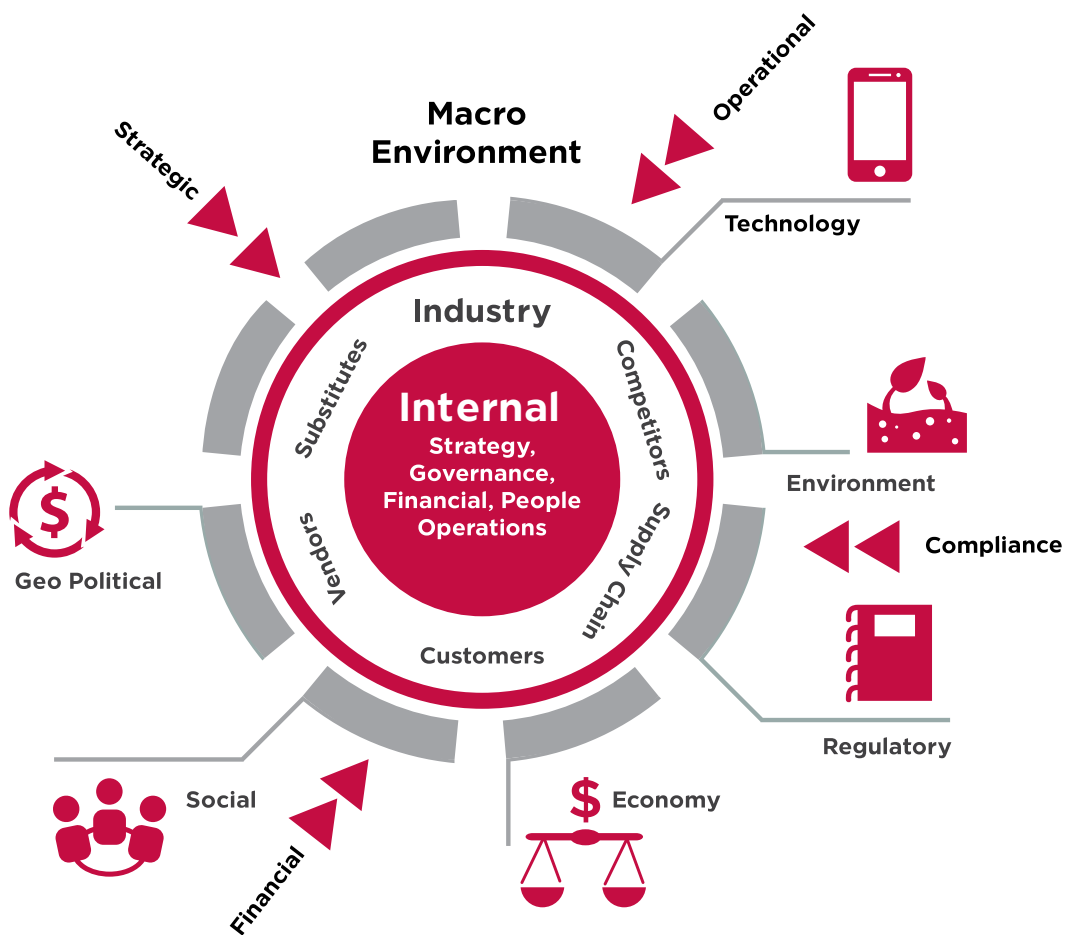 Macro
Environment
Strategic
Operational
Technology
Industry
Substitutes
Competitors
Internal
Strategy,
Governance,
Financial, People
Operations
Environment
Geo Political
$
Vendors
Supply Chain
Compliance
Customers
Regulatory
Social
$
Economy
Financial